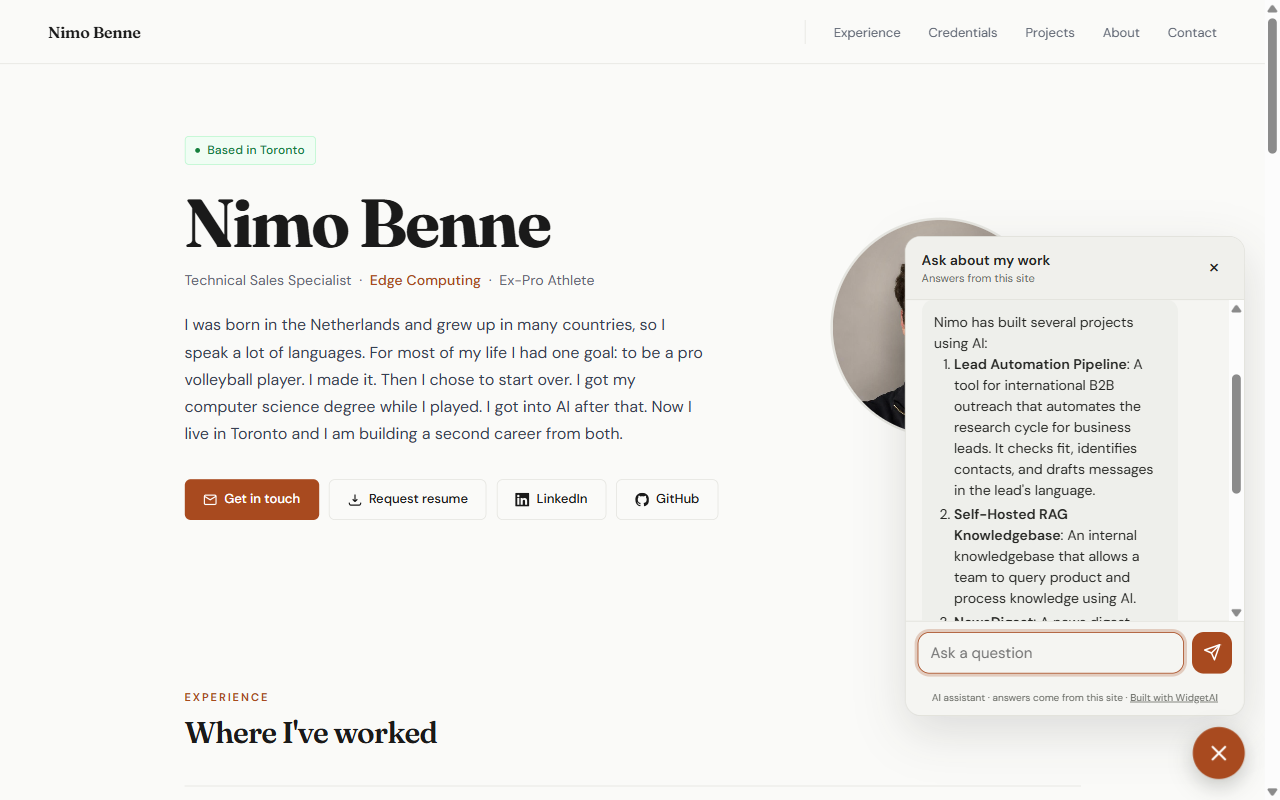 Nimo Benne
Experience
Credentials
Projects
About
Contact
Based in Toronto
Nimo Benne
Technical Sales Specialist · Edge Computing · Ex-Pro Athlete
I was born in the Netherlands and grew up in many countries, so I
speak a lot of languages. For most of my life I had one goal: to be a pro
volleyball player. I made it. Then I chose to start over. I got my
computer science degree while I played. I got into AI after that. Now I
live in Toronto and I am building a second career from both.
Get in touch
Request resume
LinkedIn
GitHub
EXPERIENCE
Where I've worked
Ask about my work
Answers from this site
Nimo has built several projects
using AI:
1. Lead Automation Pipeline: A
tool for international B2B
outreach that automates the
research cycle for business
leads. It checks fit, identifies
contacts, and drafts messages
in the lead's language.
2. Self-Hosted RAG
Knowledgebase: An internal
knowledgebase that allows a
team to query product and
process knowledge using AI.
3. NewsDigest: A news digest
Ask a question
AI assistant · answers come from this site · Built with WidgetAI